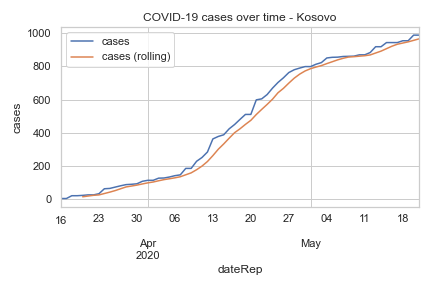 COVID-19 cases over time - Kosovo
cases
cases (rolling)
1000
800
600
400
200
0
cases
16 23 30 06 13 20 27 04 11 18
Apr May
2020
dateRep